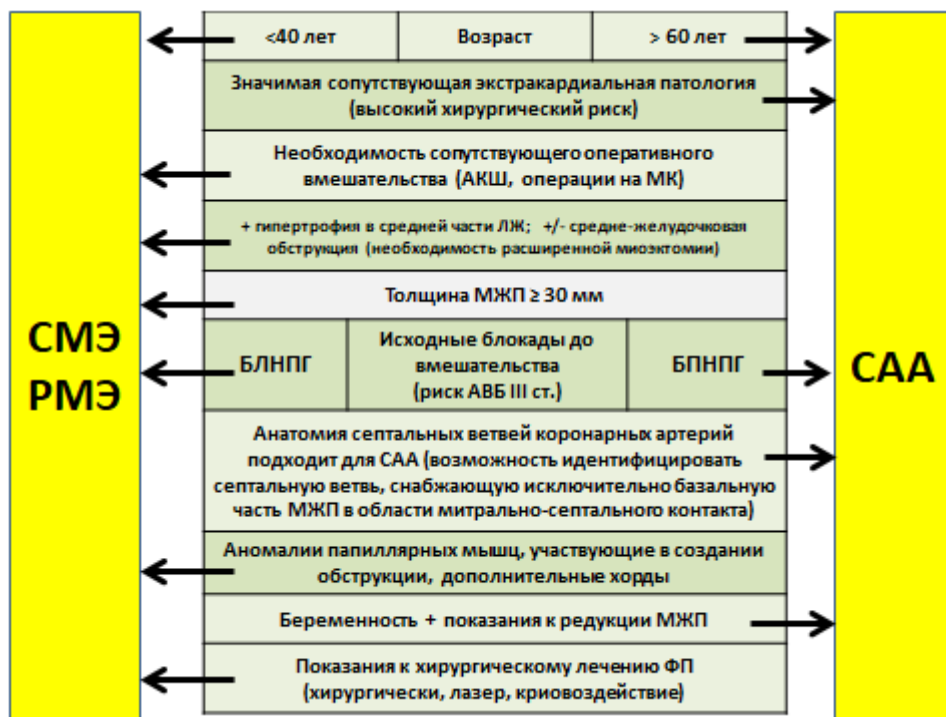 <40 лет Возраст > 60 лет
Значимая сопутствующая экстракардиальная патология
(высокий хирургический риск)
Необходимость сопутствующего оперативного
вмешательства (АКШ, операции на МК)
+ гипертрофия в средней части ЛЖ; +/- средне-желудочковая
обструкция (необходимость расширенной миоэктомии)
Толщина МЖП ≥ 30 мм
СМЭ
РМЭ
БЛНПГ
Исходные блокады до
вмешательства
(риск АВБ III ст.)
БПНПГ
САА
Анатомия септальных ветвей коронарных артерий
подходит для САА (возможность идентифицировать
септальную ветвь, снабжающую исключительно базальную
часть МЖП в области митрально-септального контакта)
Аномалии папиллярных мышц, участвующие в создании
обструкции, дополнительные хорды
Беременность + показания к редукции МЖП
Показания к хирургическому лечению ФП
(хирургически, лазер, криовоздействие)